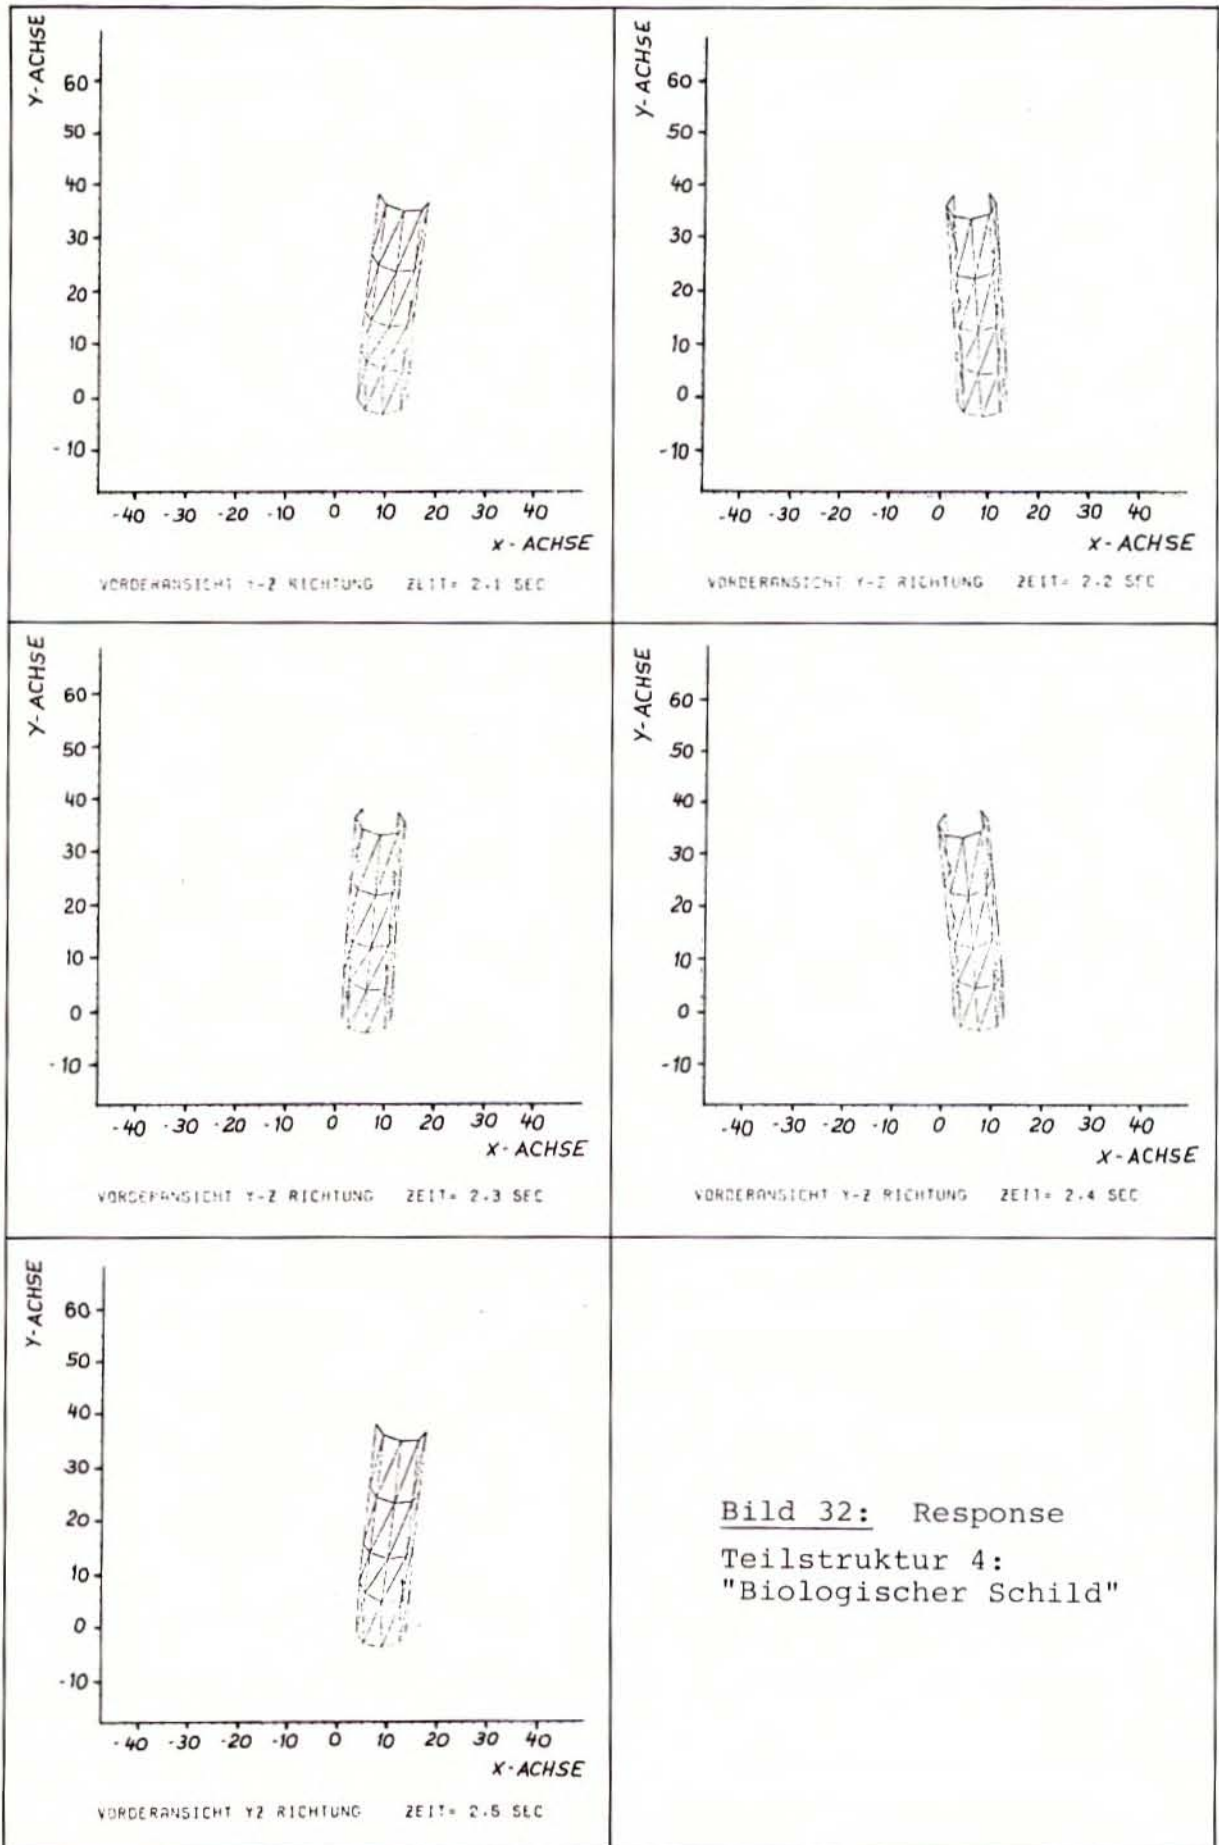 Y-ACHSE
60
50
40
30
20
10
0
-10
-40 -30 -20 -10 0 10 20 30 40
X-ACHSE
VORDERANSICHT Y-Z RICHTUNG ZEIT= 2.1 SEC
Y-ACHSE
60
50
40
30
20
10
0
-10
-40 -30 -20 -10 0 10 20 30 40
X-ACHSE
VORDERANSICHT Y-Z RICHTUNG ZEIT= 2.2 SEC
Y-ACHSE
60
50
40
30
20
10
0
-10
-40 -30 -20 -10 0 10 20 30 40
X-ACHSE
VORDERANSICHT Y-Z RICHTUNG ZEIT= 2.3 SEC
Y-ACHSE
60
50
40
30
20
10
0
-10
-40 -30 -20 -10 0 10 20 30 40
X-ACHSE
VORDERANSICHT Y-Z RICHTUNG ZEIT= 2.4 SEC
Y-ACHSE
60
50
40
30
20
10
0
-10
-40 -30 -20 -10 0 10 20 30 40
X-ACHSE
VORDERANSICHT YZ RICHTUNG ZEIT= 2.5 SEC
Bild 32: Response
Teilstruktur 4:
"Biologischer Schild"